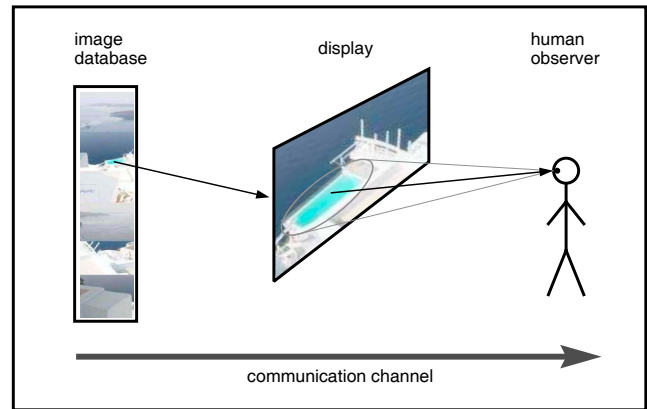 image
database
display
human
observer
communication channel